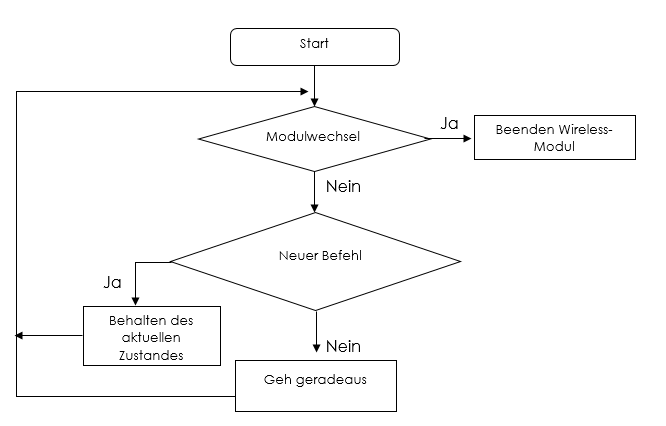 Start
Modulwechsel
Ja
Beenden Wireless-
Modul
Nein
Neuer Befehl
Ja
Behalten des
aktuellen
Zustandes
Nein
Geh geradeaus